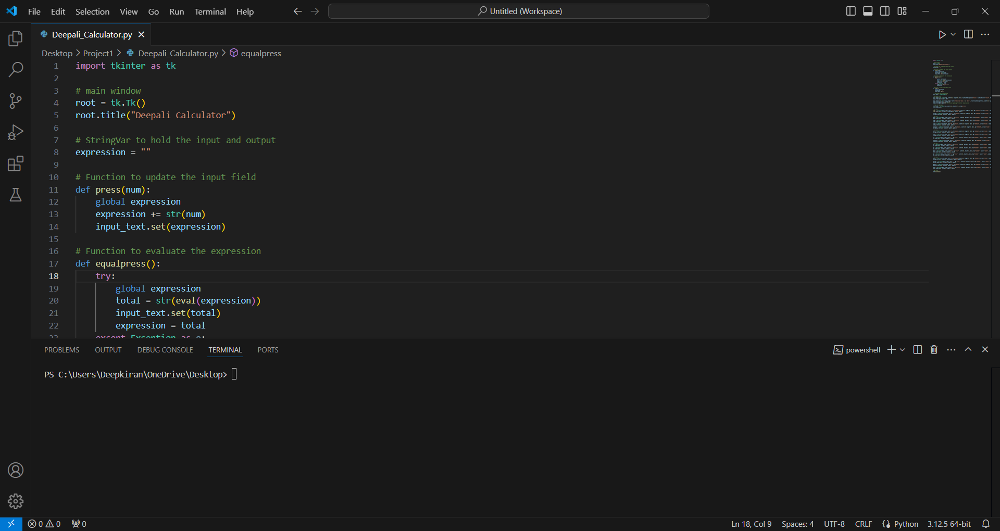 File Edit Selection View Go Run Terminal Help
Untitled (Workspace)
Deepali_Calculator.py
Desktop > Project1 > Deepali_Calculator.py > equalpress
1 import tkinter as tk
2
3 # main window
4 root = tk.Tk()
5 root.title("Deepali Calculator")
6
7 # StringVar to hold the input and output
8 expression = ""
9
10 # Function to update the input field
11 def press(num):
12 global expression
13 expression += str(num)
14 input_text.set(expression)
15
16 # Function to evaluate the expression
17 def equalpress():
18 try:
19 global expression
20 total = str(eval(expression))
21 input_text.set(total)
22 expression = total
23 except Exception as e:
PROBLEMS OUTPUT DEBUG CONSOLE TERMINAL PORTS
powershell
PS C:\Users\Deepkiran\OneDrive\Desktop>
0 0 0
Ln 18, Col 9 Spaces: 4 UTF-8 CRLF Python 3.12.5 64-bit